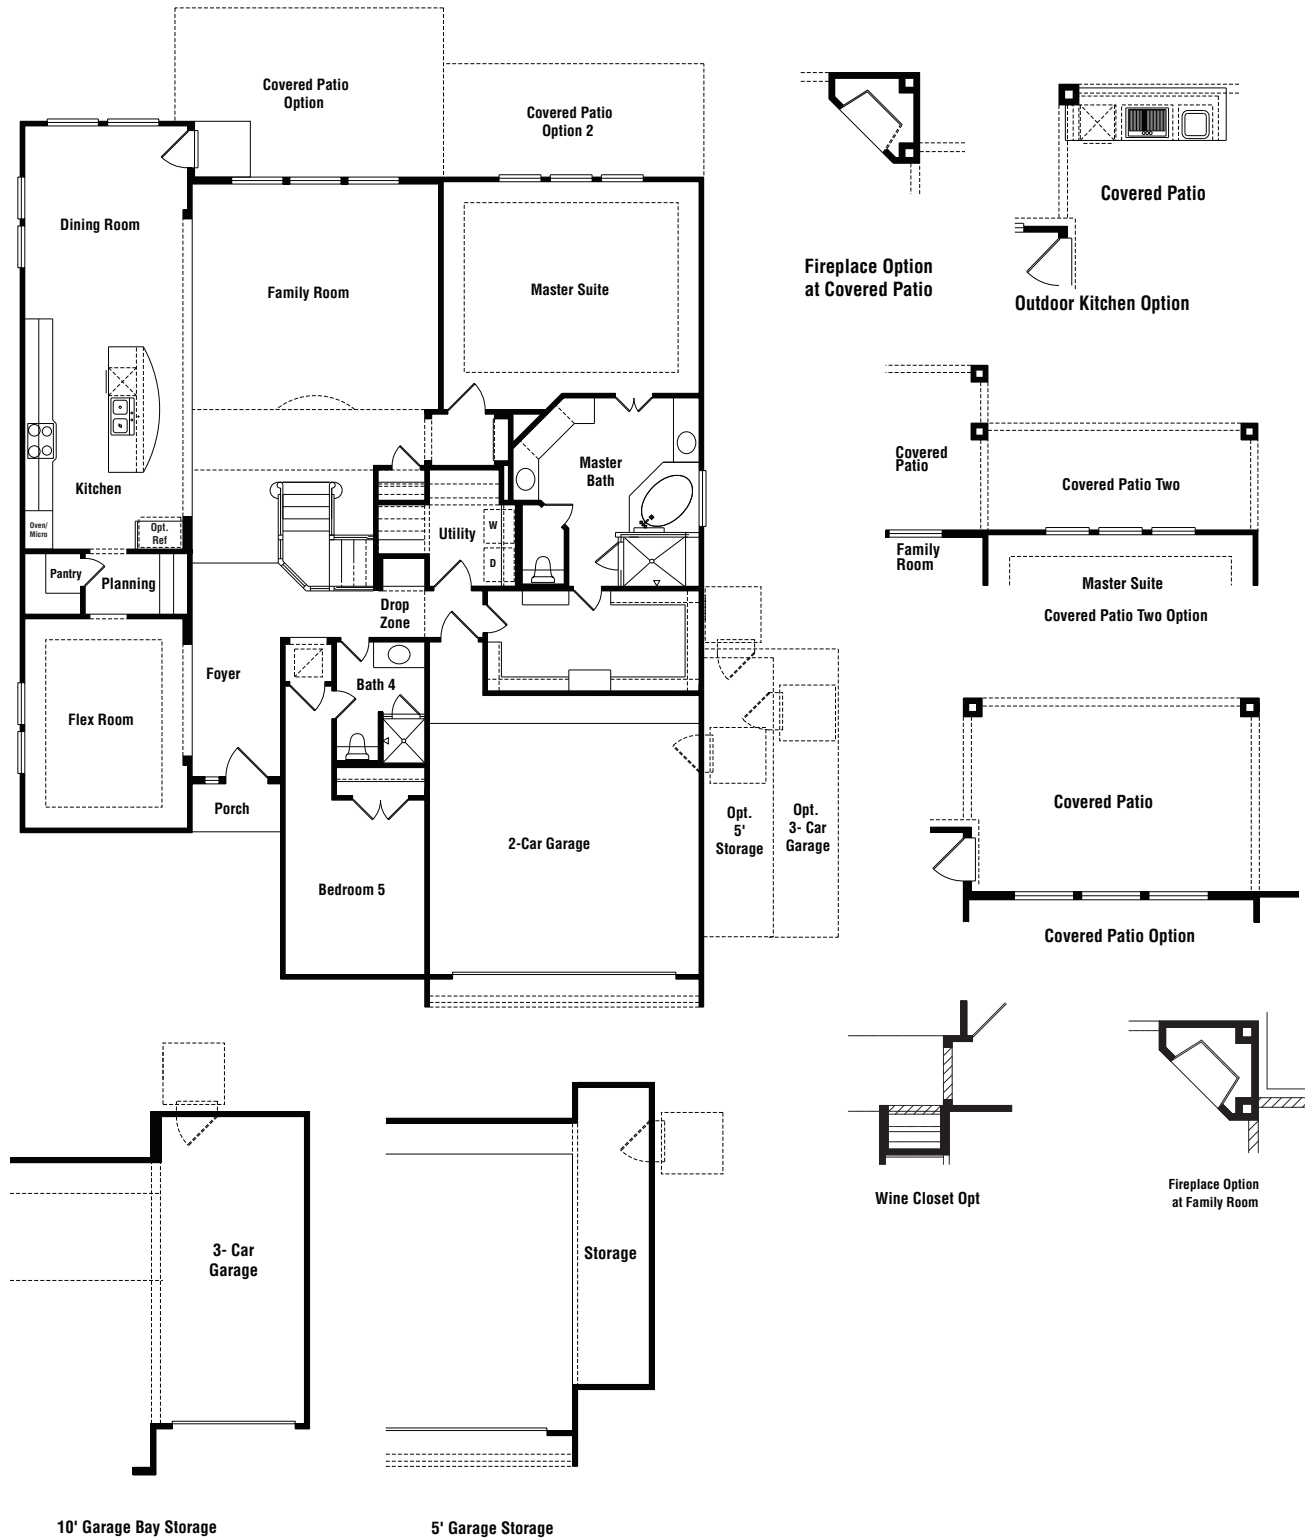 Covered Patio
Option
Covered Patio
Option 2
Dining Room
Family Room
Master Suite
Kitchen
Oven/
Micro
Opt.
Ref
Master
Bath
Utility
W
D
Pantry
Planning
Drop
Zone
Foyer
Bath 4
Flex Room
Porch
Bedroom 5
2-Car Garage
Opt.
5'
Storage
Opt.
3- Car
Garage
Fireplace Option
at Covered Patio
Covered Patio
Outdoor Kitchen Option
Covered
Patio
Covered Patio Two
Family
Room
Master Suite
Covered Patio Two Option
Covered Patio
Covered Patio Option
Wine Closet Opt
Fireplace Option
at Family Room
3- Car
Garage
10' Garage Bay Storage
Storage
5' Garage Storage